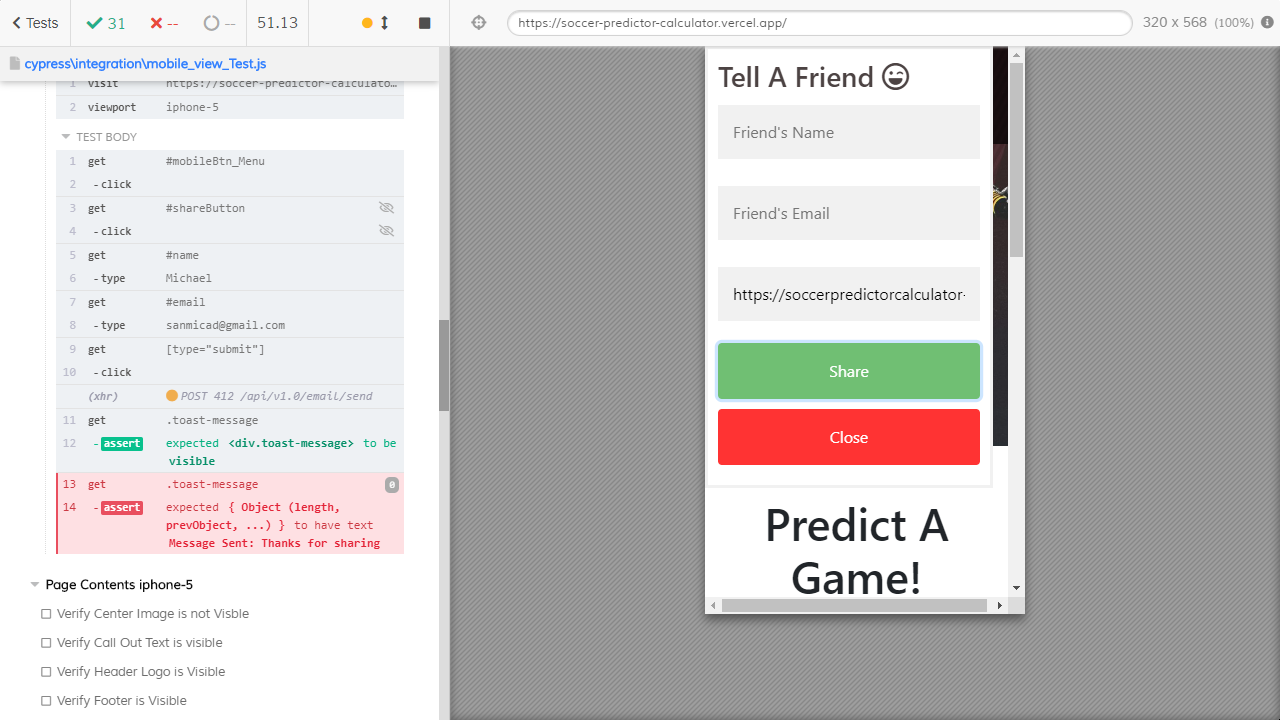 Tests
31
--
--
51.13
https://soccer-predictor-calculator.vercel.app/
320 x 568 (100%)
cypress\integration\mobile_view_Test.js
1 visit https://soccer-predictor-calculato…
2 viewport iphone-5
TEST BODY
1 get #mobileBtn_Menu
2 -click
3 get #shareButton
4 -click
5 get #name
6 -type Michael
7 get #email
8 -type sanmicad@gmail.com
9 get [type="submit"]
10 -click
(xhr) POST 412 /api/v1.0/email/send
11 get .toast-message
12 -assert expected <div.toast-message> to be
visible
13 get .toast-message 0
14 -assert expected { Object (length,
prevObject, ...) } to have text
Message Sent: Thanks for sharing
Page Contents iphone-5
Verify Center Image is not Visble
Verify Call Out Text is visible
Verify Header Logo is Visible
Verify Footer is Visible
Tell A Friend
Friend's Name
Friend's Email
https://soccerpredictorcalculator-
Share
Close
Predict A
Game!